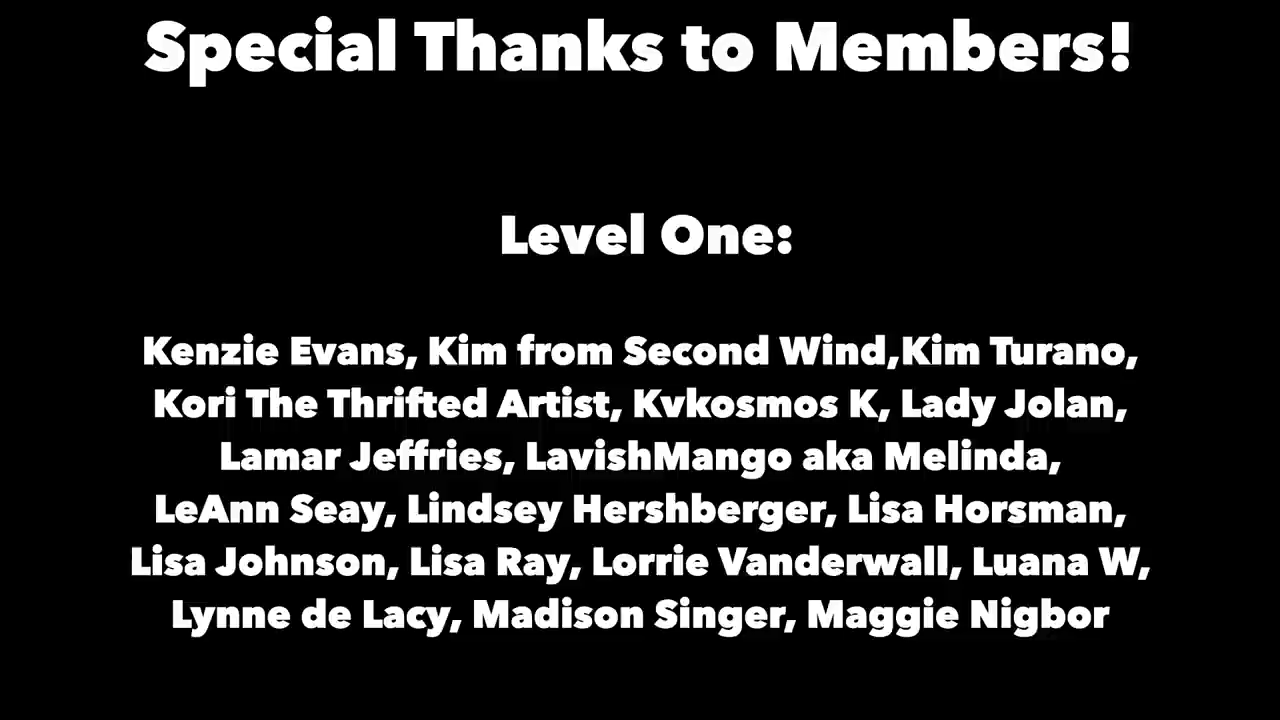 Special Thanks to Members!
Level One:
Kenzie Evans, Kim from Second Wind,Kim Turano,
Kori The Thrifted Artist, Kvkosmos K, Lady Jolan,
Lamar Jeffries, LavishMango aka Melinda,
LeAnn Seay, Lindsey Hershberger, Lisa Horsman,
Lisa Johnson, Lisa Ray, Lorrie Vanderwall, Luana W,
Lynne de Lacy, Madison Singer, Maggie Nigbor